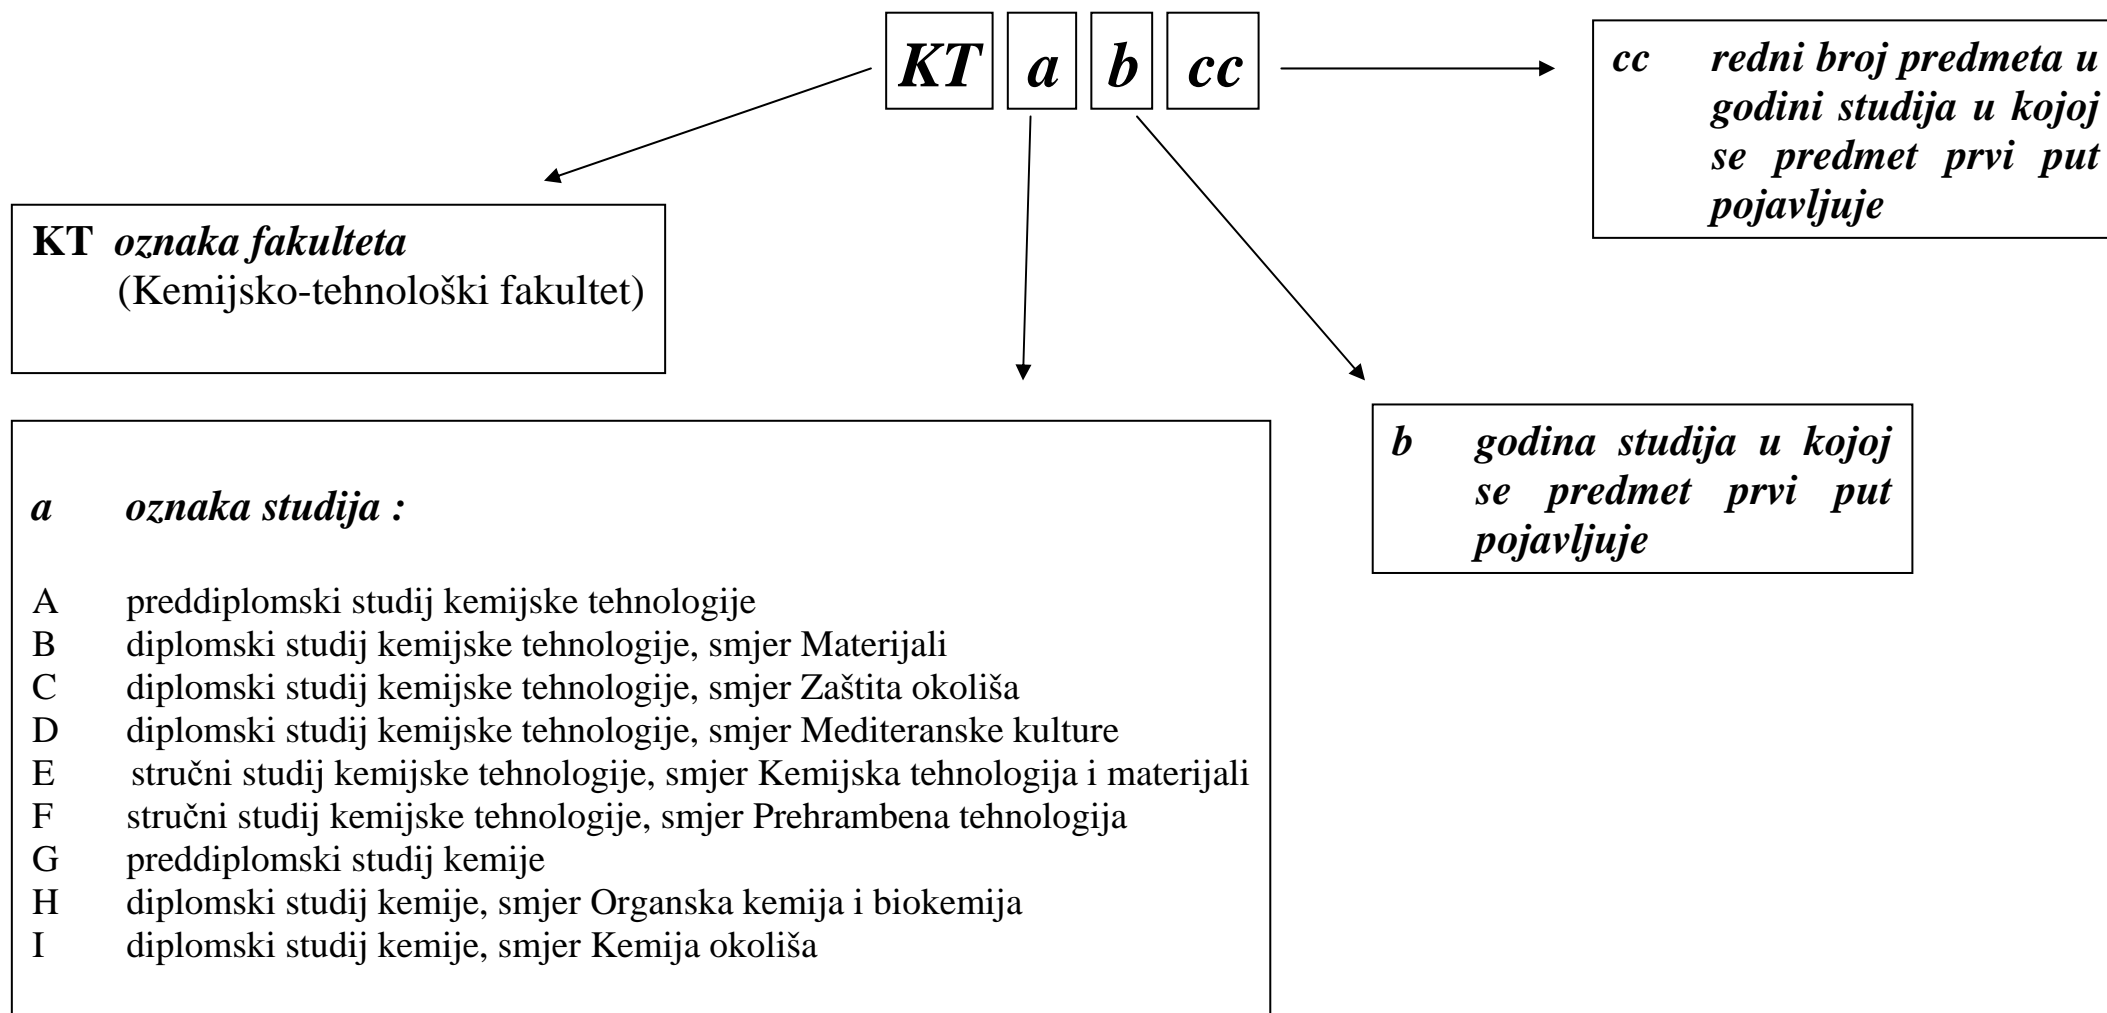 KT a b cc
cc redni broj predmeta u
godini studija u kojoj
se predmet prvi put
pojavljuje
KT oznaka fakulteta
(Kemijsko-tehnološki fakultet)
b godina studija u kojoj
se predmet prvi put
pojavljuje
a oznaka studija :
A preddiplomski studij kemijske tehnologije
B diplomski studij kemijske tehnologije, smjer Materijali
C diplomski studij kemijske tehnologije, smjer Zaštita okoliša
D diplomski studij kemijske tehnologije, smjer Mediteranske kulture
E stručni studij kemijske tehnologije, smjer Kemijska tehnologija i materijali
F stručni studij kemijske tehnologije, smjer Prehrambena tehnologija
G preddiplomski studij kemije
H diplomski studij kemije, smjer Organska kemija i biokemija
I diplomski studij kemije, smjer Kemija okoliša